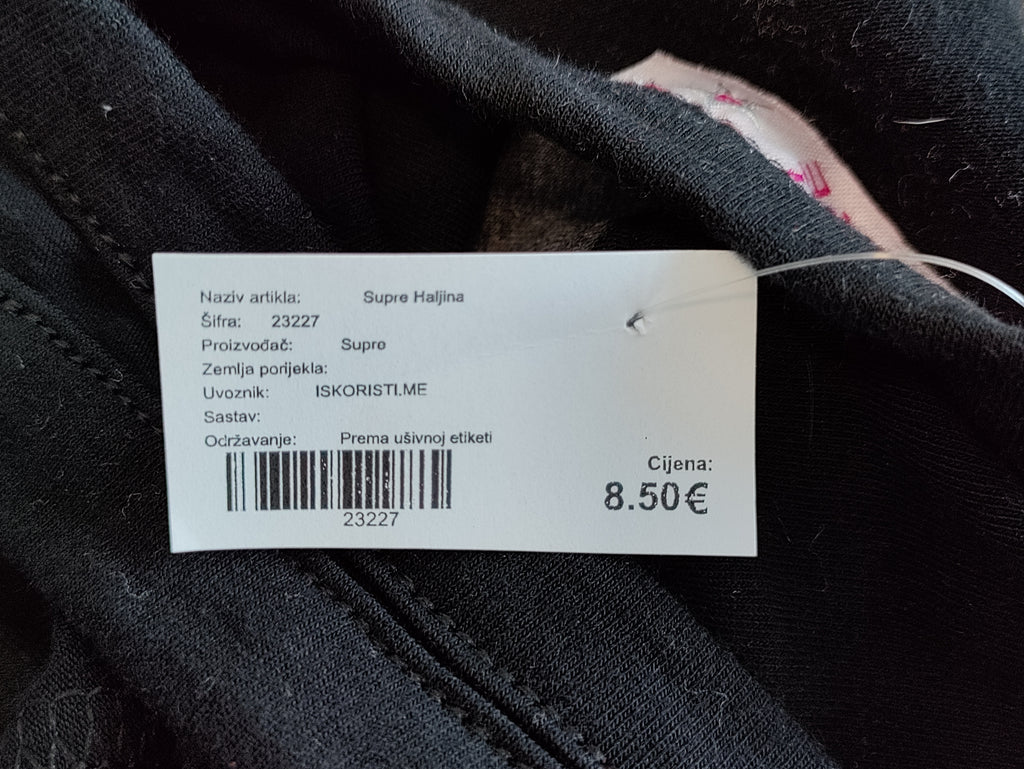 Naziv artikla: Supre Haljina
Šifra: 23227
Proizvođač: Supre
Zemlja porijekla:
Uvoznik: ISKORISTI.ME
Sastav:
Održavanje: Prema ušivnoj etiketi
23227
Cijena:
8.50€